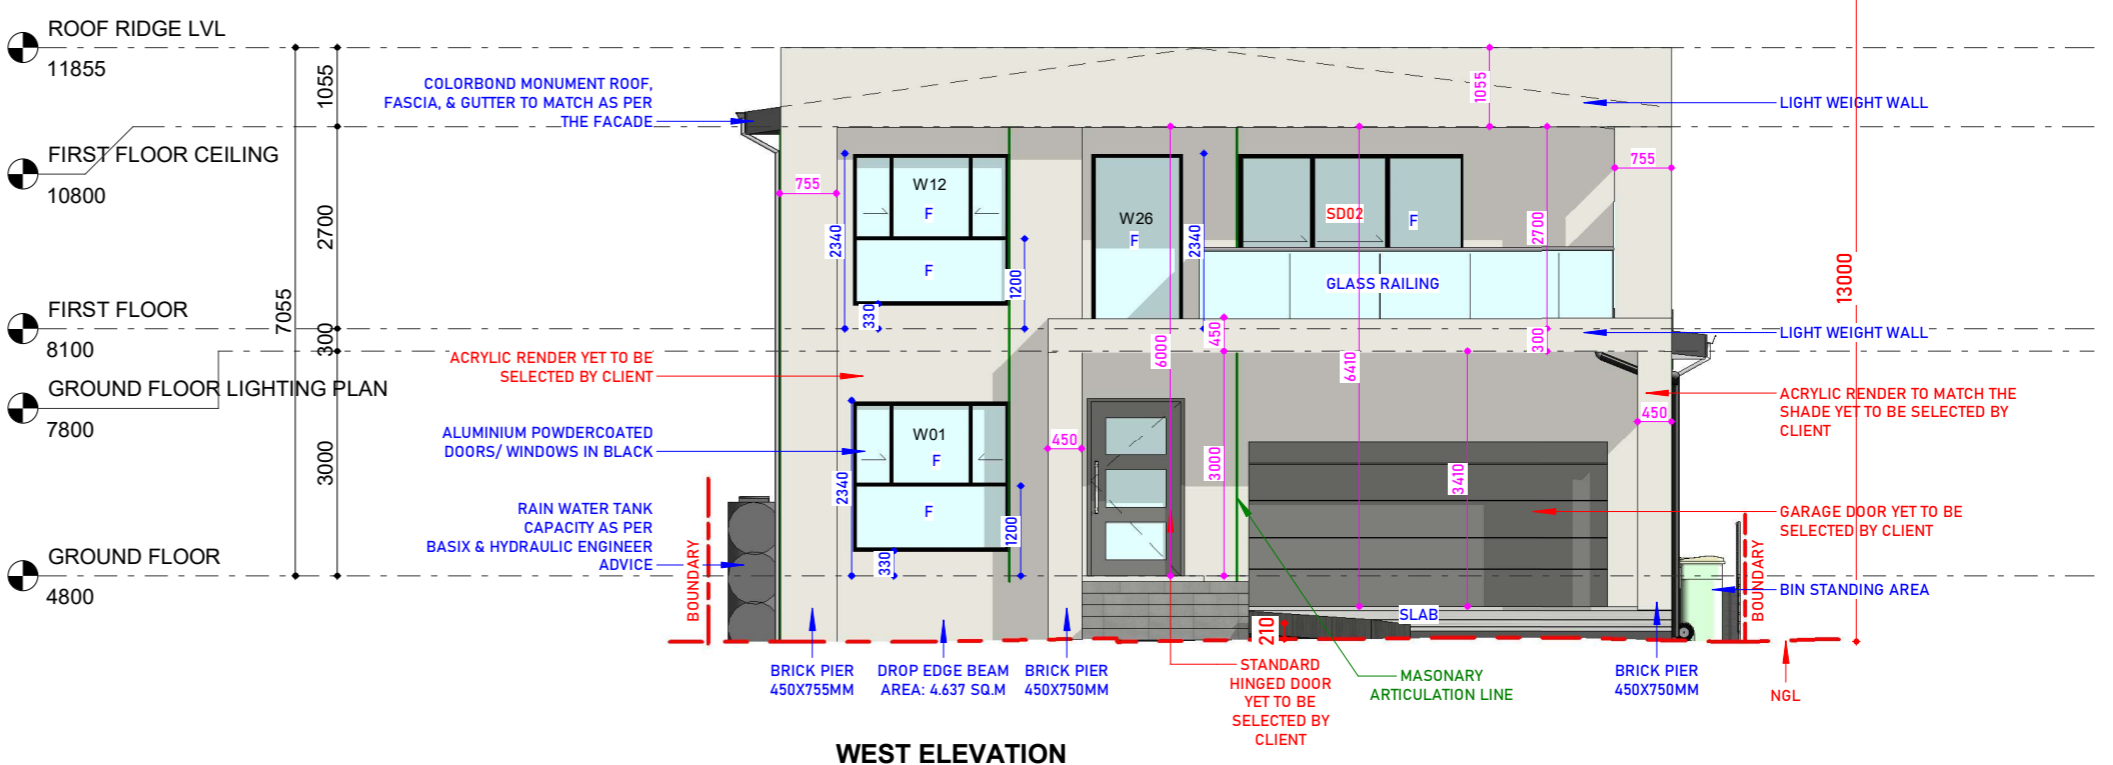 ROOF RIDGE LVL
11855
FIRST FLOOR CEILING
10800
FIRST FLOOR
8100
GROUND FLOOR LIGHTING PLAN
7800
GROUND FLOOR
4800
7055
1055
2700
300
3000
COLORBOND MONUMENT ROOF,
FASCIA, & GUTTER TO MATCH AS PER
THE FACADE
ACRYLIC RENDER YET TO BE
SELECTED BY CLIENT
ALUMINIUM POWDERCOATED
DOORS/ WINDOWS IN BLACK
RAIN WATER TANK
CAPACITY AS PER
BASIX & HYDRAULIC ENGINEER
ADVICE
BOUNDARY
755
2340
W12
F
F
330
1200
2340
W01
F
F
330
1200
W26
F
2340
SD02
F
GLASS RAILING
1055
755
2700
300
6000
450
6410
450
3000
3410
450
SLAB
210
13000
LIGHT WEIGHT WALL
LIGHT WEIGHT WALL
ACRYLIC RENDER TO MATCH THE
SHADE YET TO BE SELECTED BY
CLIENT
GARAGE DOOR YET TO BE
SELECTED BY CLIENT
BOUNDARY
BIN STANDING AREA
BRICK PIER
450X755MM
DROP EDGE BEAM
AREA: 4.637 SQ.M
BRICK PIER
450X750MM
STANDARD
HINGED DOOR
YET TO BE
SELECTED BY
CLIENT
MASONARY
ARTICULATION LINE
BRICK PIER
450X750MM
NGL
WEST ELEVATION